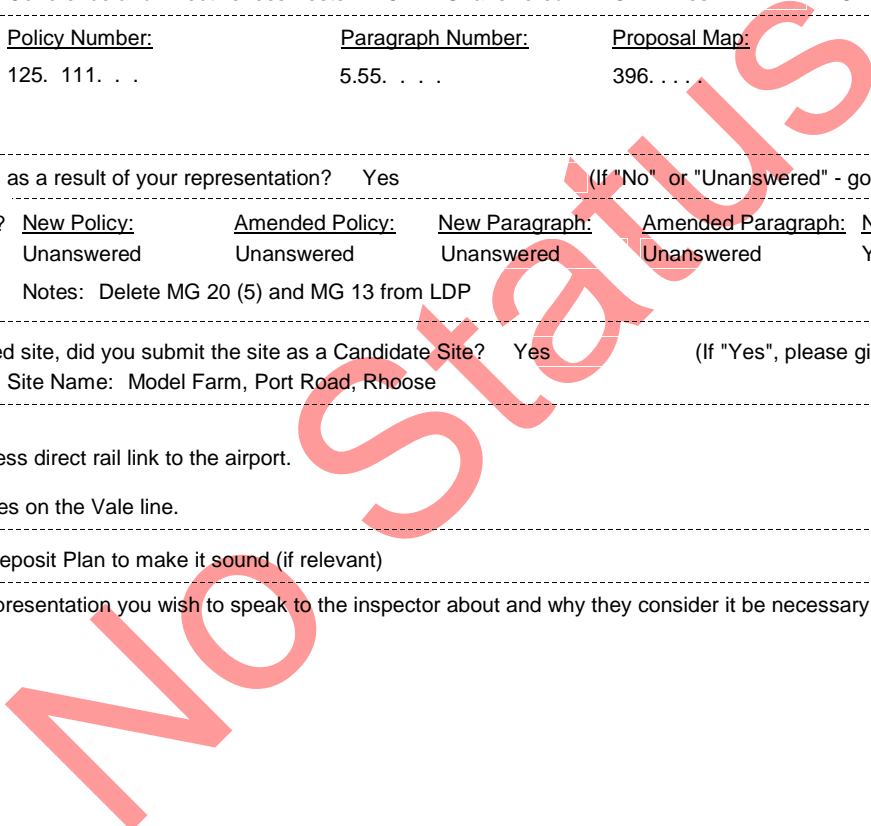 Policy Number: Paragraph Number: Proposal Map:
125. 111. . . 5.55. . . . 396. . . . .
as a result of your representation? Yes (If "No" or "Unanswered" - go
? New Policy: Amended Policy: New Paragraph: Amended Paragraph: N
Unanswered Unanswered Unanswered Unanswered Y
Notes: Delete MG 20 (5) and MG 13 from LDP
ed site, did you submit the site as a Candidate Site? Yes (If "Yes", please gi
Site Name: Model Farm, Port Road, Rhoose
ess direct rail link to the airport.
es on the Vale line.
eposit Plan to make it sound (if relevant)
presentation you wish to speak to the inspector about and why they consider it be necessary
No Status